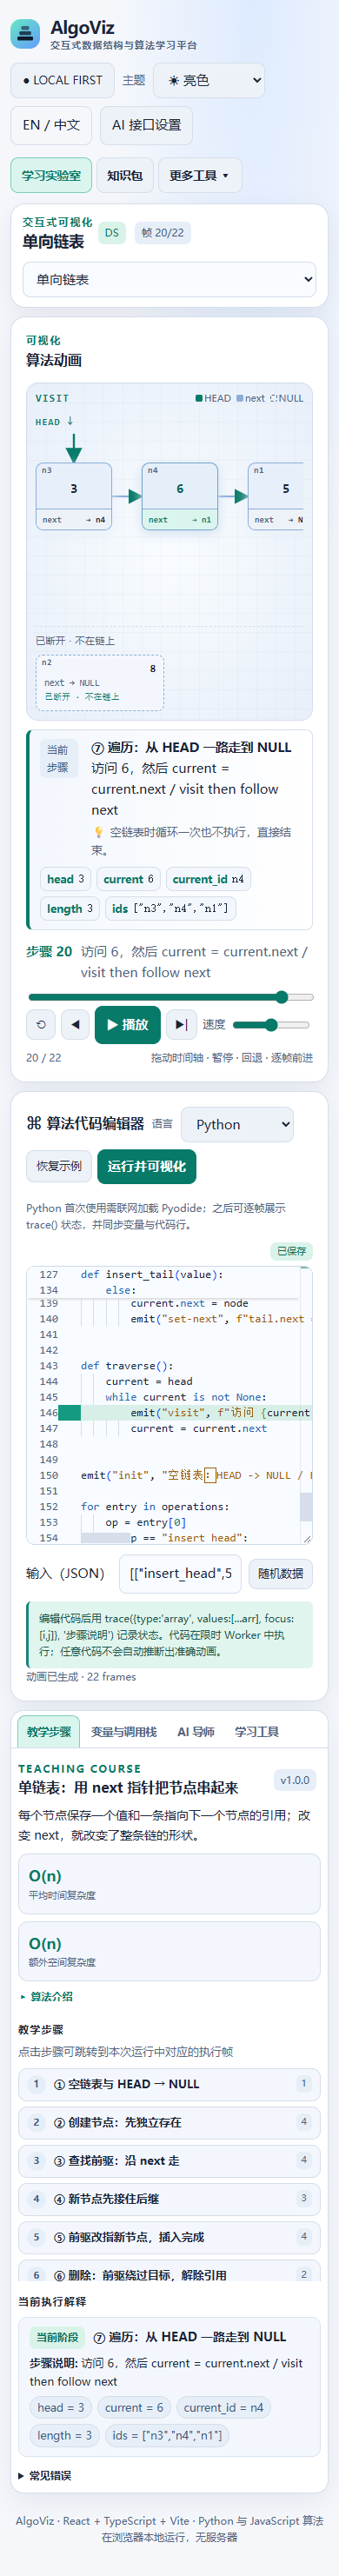 AlgoViz
交互式数据结构与算法学习平台
● LOCAL FIRST 主题 ☀ 亮色
EN / 中文 AI 接口设置
学习实验室 知识包 更多工具 ▾
交互式可视化
单向链表 DS 帧 20/22
单向链表
可视化
算法动画
VISIT HEAD next NULL
HEAD ↓
n3 n4 n1
3 6 5
next → n4 next → n1 next → N
已断开 · 不在链上
n2 8
next → NULL
已断开 · 不在链上
当前步骤
⑦ 遍历：从 HEAD 一路走到 NULL
访问 6，然后 current =
current.next / visit then follow
next
💡 空链表时循环一次也不执行，直接结
束。
head 3 current 6 current_id n4
length 3 ids ["n3","n4","n1"]
步骤 20 访问 6，然后 current = current.next /
visit then follow next
▶ 播放 速度
20 / 22 拖动时间轴 · 暂停 · 回退 · 逐帧前进
⌘ 算法代码编辑器 语言 Python
恢复示例 运行并可视化
Python 首次使用需联网加载 Pyodide；之后可逐帧展示
trace() 状态，并同步变量与代码行。
已保存
127 def insert_tail(value):
134 else:
139 current.next = node
140 emit("set-next", f"tail.next =
141
142
143 def traverse():
144 current = head
145 while current is not None:
146 emit("visit", f"访问 {current
147 current = current.next
148
149
150 emit("init", "空链表：HEAD -> NULL /
151
152 for entry in operations:
153 op = entry[0]
154 p == "insert_head":
输入（JSON） [["insert_head",5 随机数据
编辑代码后用 trace({type:'array', values:[...arr], focus:
[i,j]}, '步骤说明') 记录状态。代码在限时 Worker 中执
行；任意代码不会自动推断出准确动画。
动画已生成 · 22 frames
教学步骤 变量与调用栈 AI 导师 学习工具
TEACHING COURSE
单链表：用 next 指针把节点串起来 v1.0.0
每个节点保存一个值和一条指向下一个节点的引用；改
变 next，就改变了整条链的形状。
O(n)
平均时间复杂度
O(n)
额外空间复杂度
▸ 算法介绍
教学步骤
点击步骤可跳转到本次运行中对应的执行帧
1 ① 空链表与 HEAD → NULL 1
2 ② 创建节点：先独立存在 4
3 ③ 查找前驱：沿 next 走 4
4 ④ 新节点先接住后继 3
5 ⑤ 前驱改指新节点，插入完成 4
6 ⑥ 删除：前驱绕过目标，解除引用 2
当前执行解释
当前阶段 ⑦ 遍历：从 HEAD 一路走到 NULL
步骤说明: 访问 6，然后 current = current.next / visit
then follow next
head = 3 current = 6 current_id = n4
length = 3 ids = ["n3","n4","n1"]
▶ 常见错误
AlgoViz · React + TypeScript + Vite · Python 与 JavaScript 算法
在浏览器本地运行，无服务器